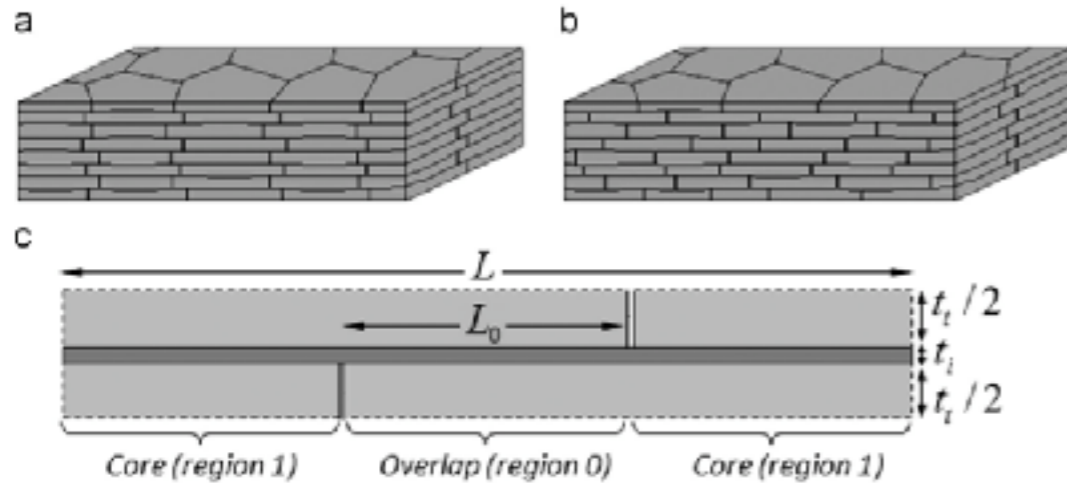 a
b
c
L
L₀
tₜ / 2
tᵢ
tₜ / 2
Core (region 1)
Overlap (region 0)
Core (region 1)